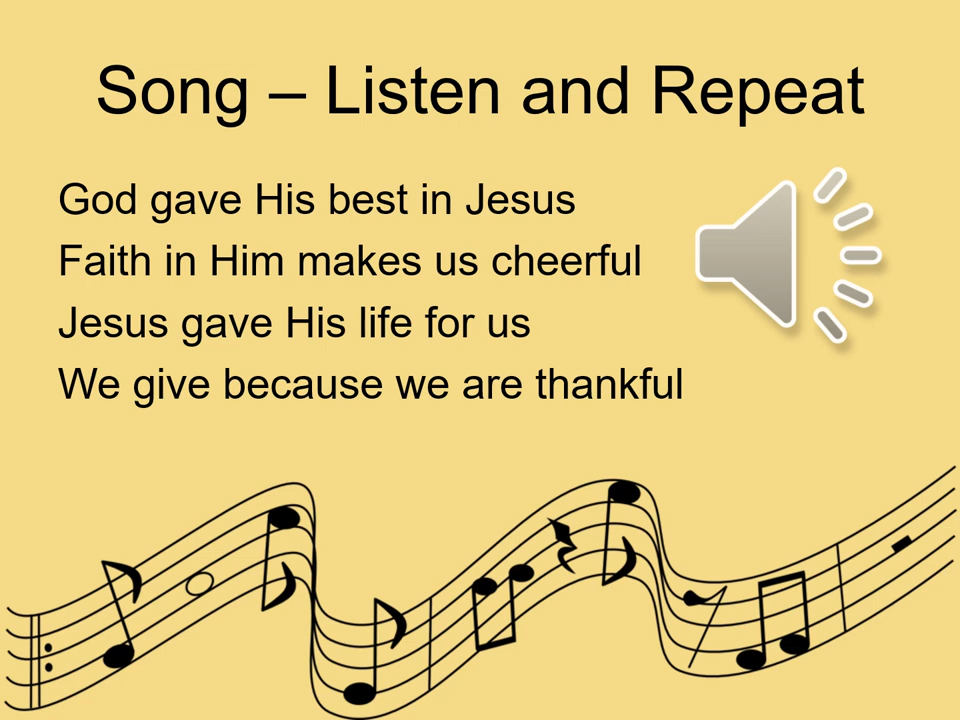 Song – Listen and Repeat
God gave His best in Jesus
Faith in Him makes us cheerful
Jesus gave His life for us
We give because we are thankful